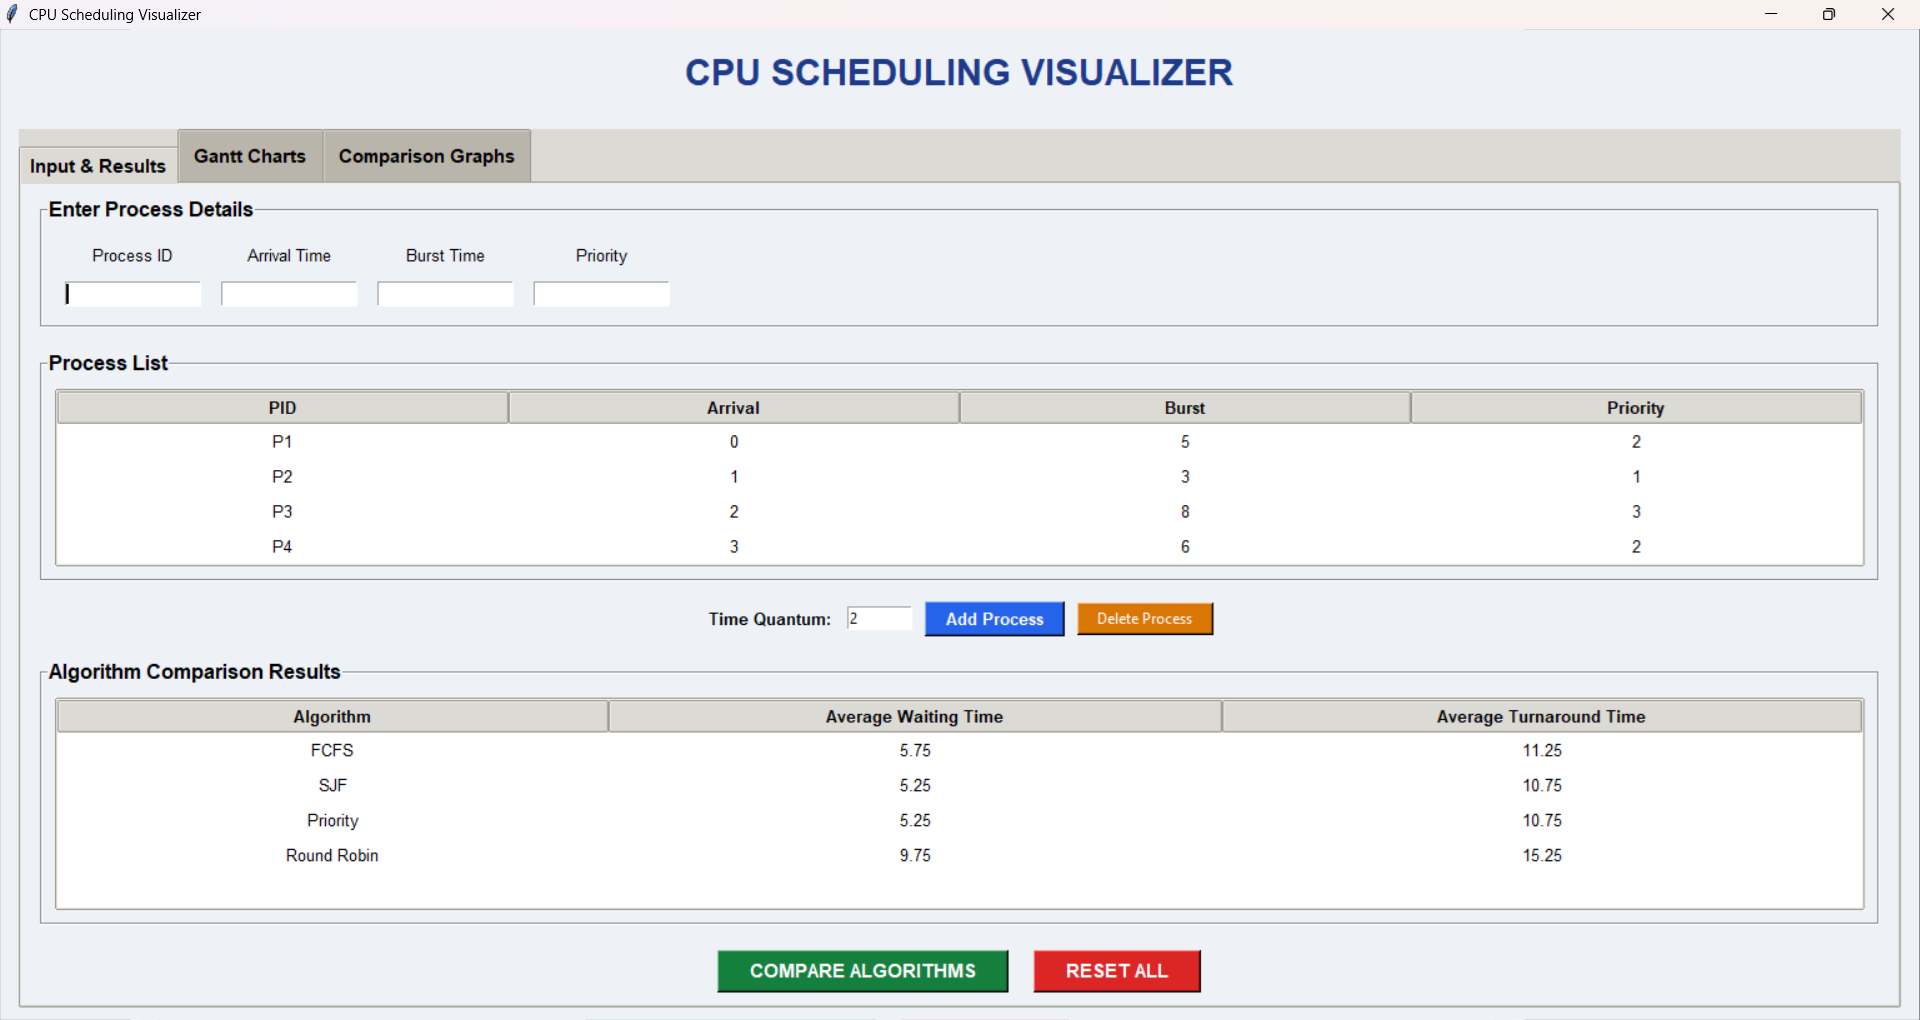 CPU Scheduling Visualizer
CPU SCHEDULING VISUALIZER
Input & Results Gantt Charts Comparison Graphs
Enter Process Details
Process ID Arrival Time Burst Time Priority
Process List
PID Arrival Burst Priority
P1 0 5 2
P2 1 3 1
P3 2 8 3
P4 3 6 2
Time Quantum: 2 Add Process Delete Process
Algorithm Comparison Results
Algorithm Average Waiting Time Average Turnaround Time
FCFS 5.75 11.25
SJF 5.25 10.75
Priority 5.25 10.75
Round Robin 9.75 15.25
COMPARE ALGORITHMS RESET ALL